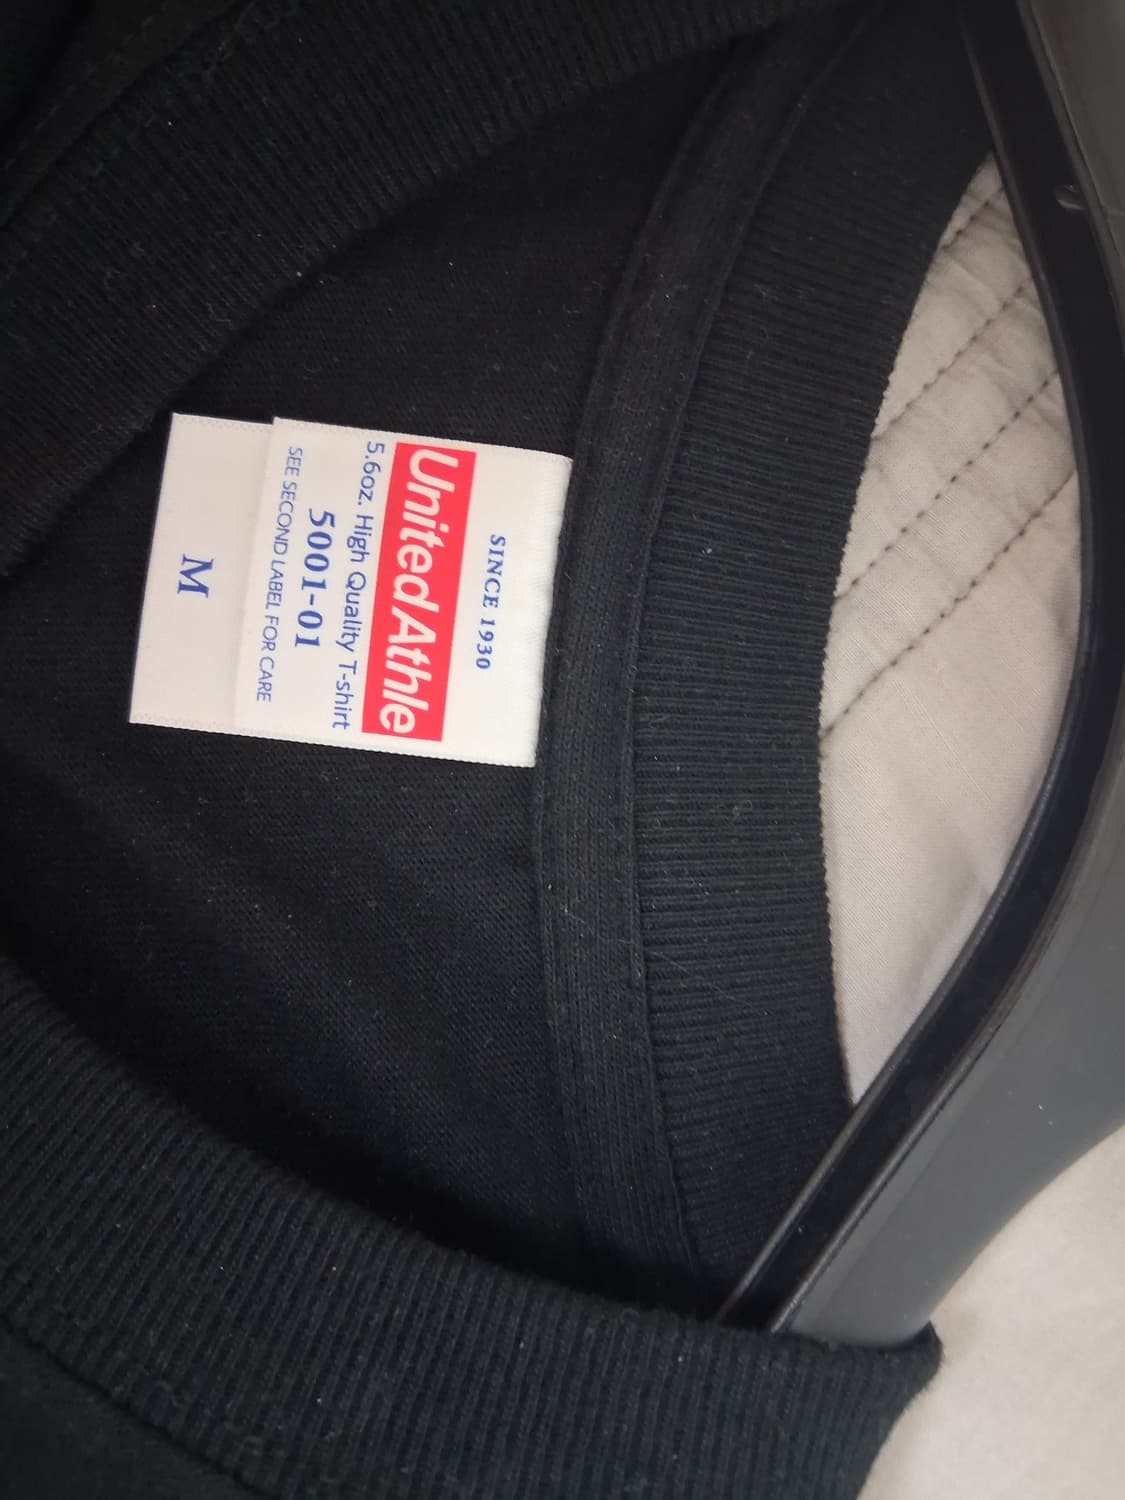 SINCE 1930
UnitedAthle
5.6oz. High Quality T-shirt
5001-01
SEE SECOND LABEL FOR CARE
M